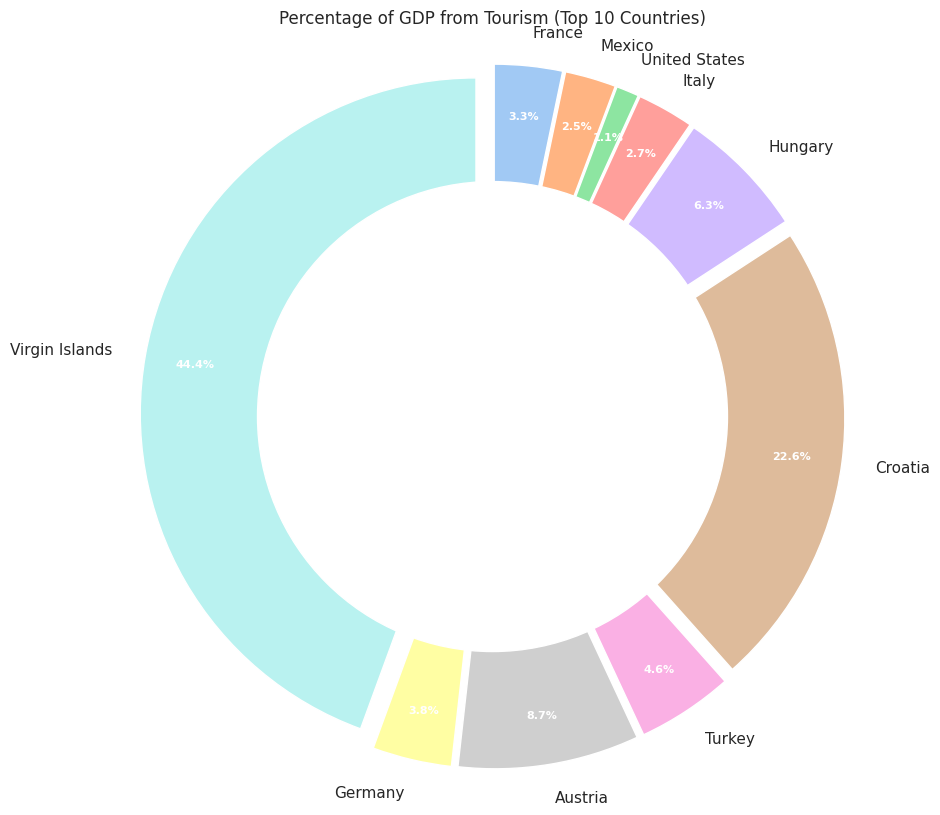 Percentage of GDP from Tourism (Top 10 Countries)
France
Mexico
United States
Italy
Hungary
Croatia
Turkey
Austria
Germany
Virgin Islands
3.3%
2.5%
1.1%
2.7%
6.3%
22.6%
4.6%
8.7%
3.8%
44.4%